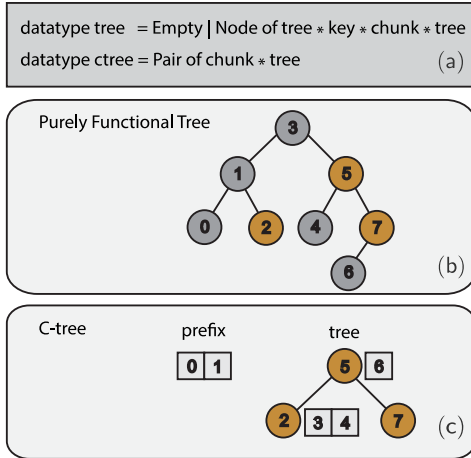 datatype tree = Empty | Node of tree * key * chunk * tree
datatype ctree = Pair of chunk * tree
(a)
Purely Functional Tree
3
1 5
0 2 4 7
6
(b)
C-tree prefix tree
0 1 5 6
2 3 4 7
(c)